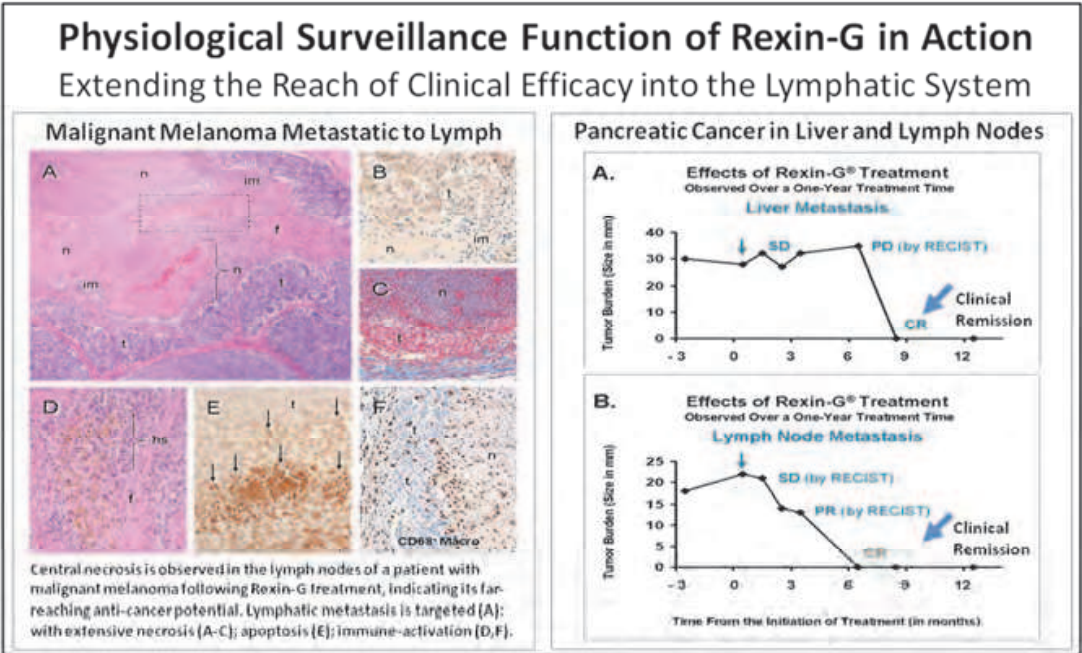 Physiological Surveillance Function of Rexin-G in Action
Extending the Reach of Clinical Efficacy into the Lymphatic System
Malignant Melanoma Metastatic to Lymph
A
n
im
f
n
im
t
t
B
t
n
im
C
n
t
D
hs
f
E
t
F
t
n
CD68+ Macro
Central necrosis is observed in the lymph nodes of a patient with
malignant melanoma following Rexin-G treatment, indicating its far-
reaching anti-cancer potential. Lymphatic metastasis is targeted (A):
with extensive necrosis (A-C); apoptosis (E); immune-activation (D,F).
Pancreatic Cancer in Liver and Lymph Nodes
A.
Effects of Rexin-G® Treatment
Observed Over a One-Year Treatment Time
Liver Metastasis
Tumor Burden (Size in mm)
40
30
20
10
0
SD
PD (by RECIST)
CR
Clinical
Remission
-3 0 3 6 9 12
B.
Effects of Rexin-G® Treatment
Observed Over a One-Year Treatment Time
Lymph Node Metastasis
Tumor Burden (Size in mm)
25
20
15
10
5
0
SD (by RECIST)
PR (by RECIST)
CR
Clinical
Remission
-3 0 3 6 9 12
Time From the Initiation of Treatment (in months)